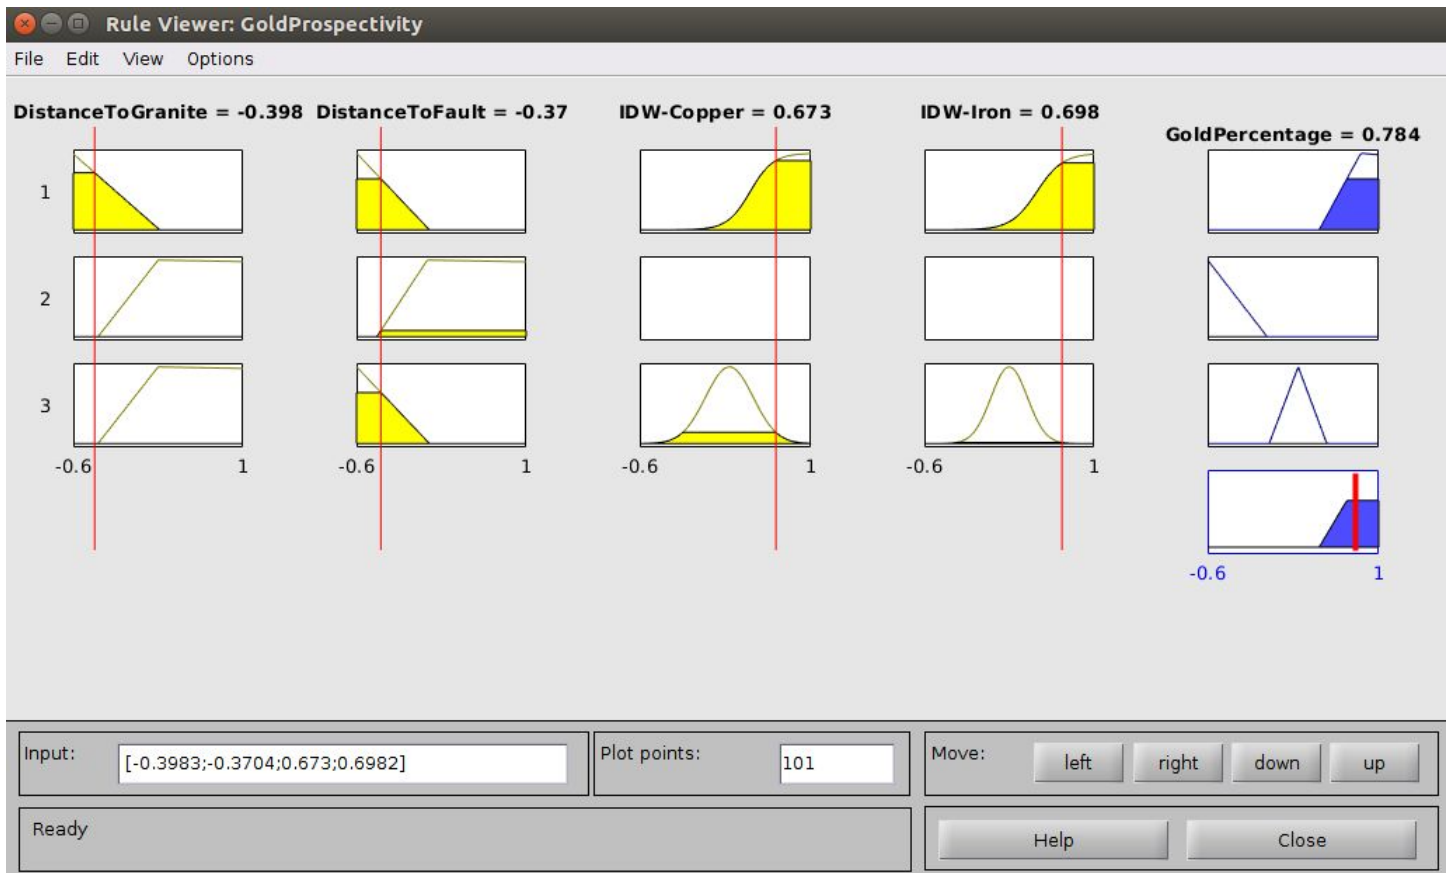 Rule Viewer: GoldProspectivity
File Edit View Options
DistanceToGranite = -0.398 DistanceToFault = -0.37 IDW-Copper = 0.673 IDW-Iron = 0.698
GoldPercentage = 0.784
1
2
3
-0.6 1 -0.6 1 -0.6 1 -0.6 1
-0.6 1
Input: [-0.3983;-0.3704;0.673;0.6982] Plot points: 101 Move: left right down up
Ready Help Close